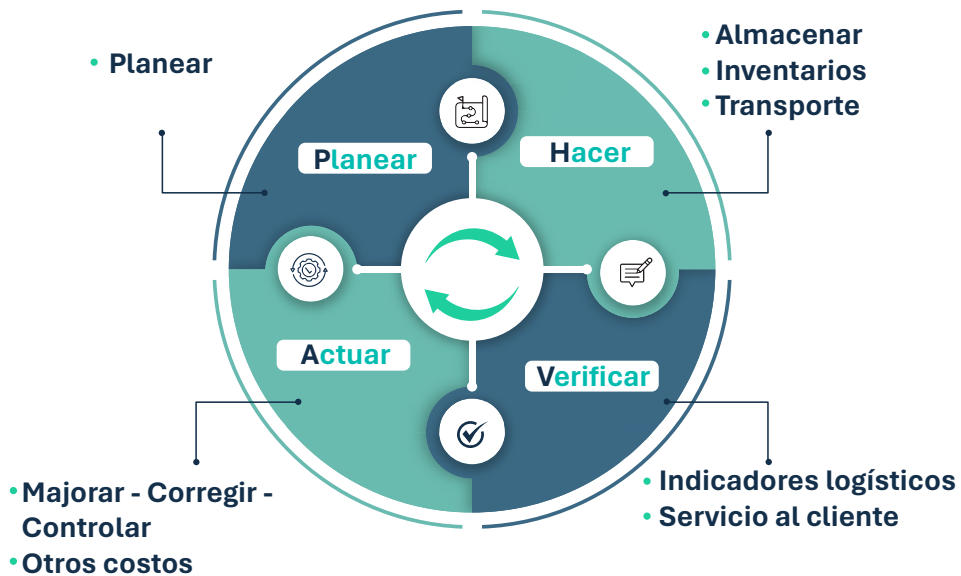 • Planear
• Almacenar
• Inventarios
• Transporte
Planear
Hacer
Actuar
Verificar
• Majorar - Corregir -
Controlar
• Otros costos
• Indicadores logísticos
• Servicio al cliente